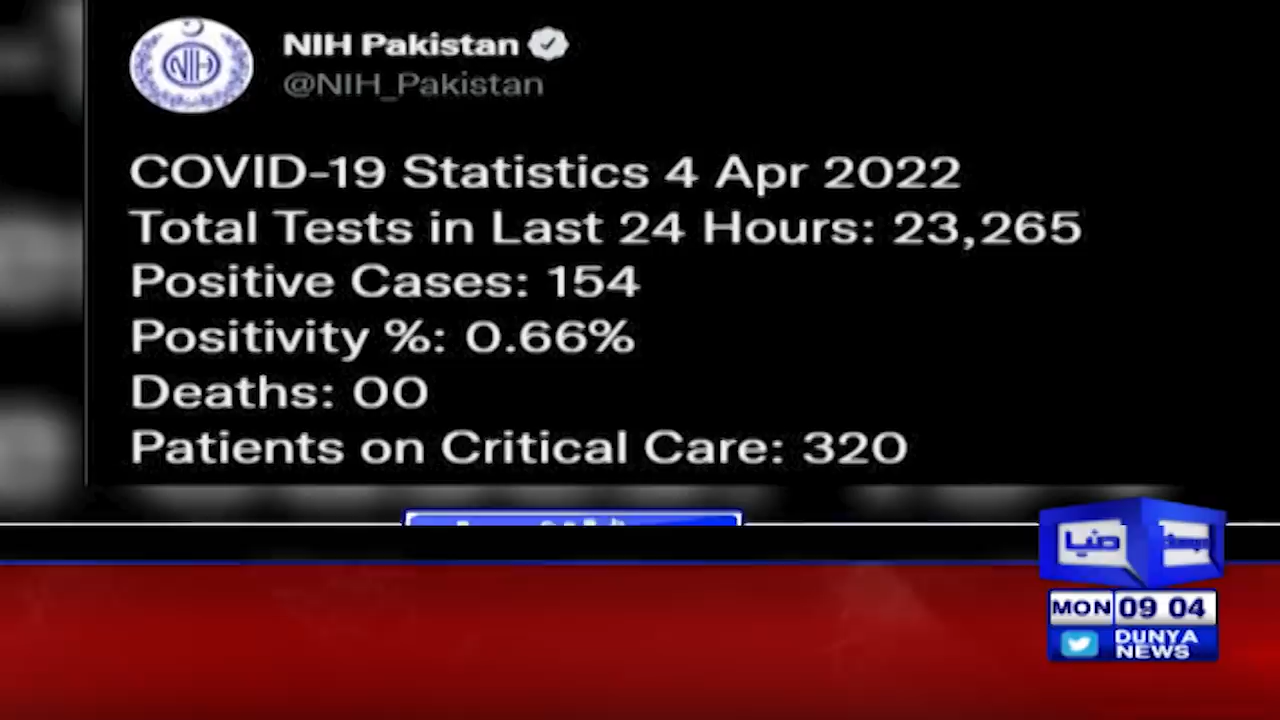 NIH
NIH Pakistan
@NIH_Pakistan
COVID-19 Statistics 4 Apr 2022
Total Tests in Last 24 Hours: 23,265
Positive Cases: 154
Positivity %: 0.66%
Deaths: 00
Patients on Critical Care: 320
MON 09 04
DUNYA
NEWS